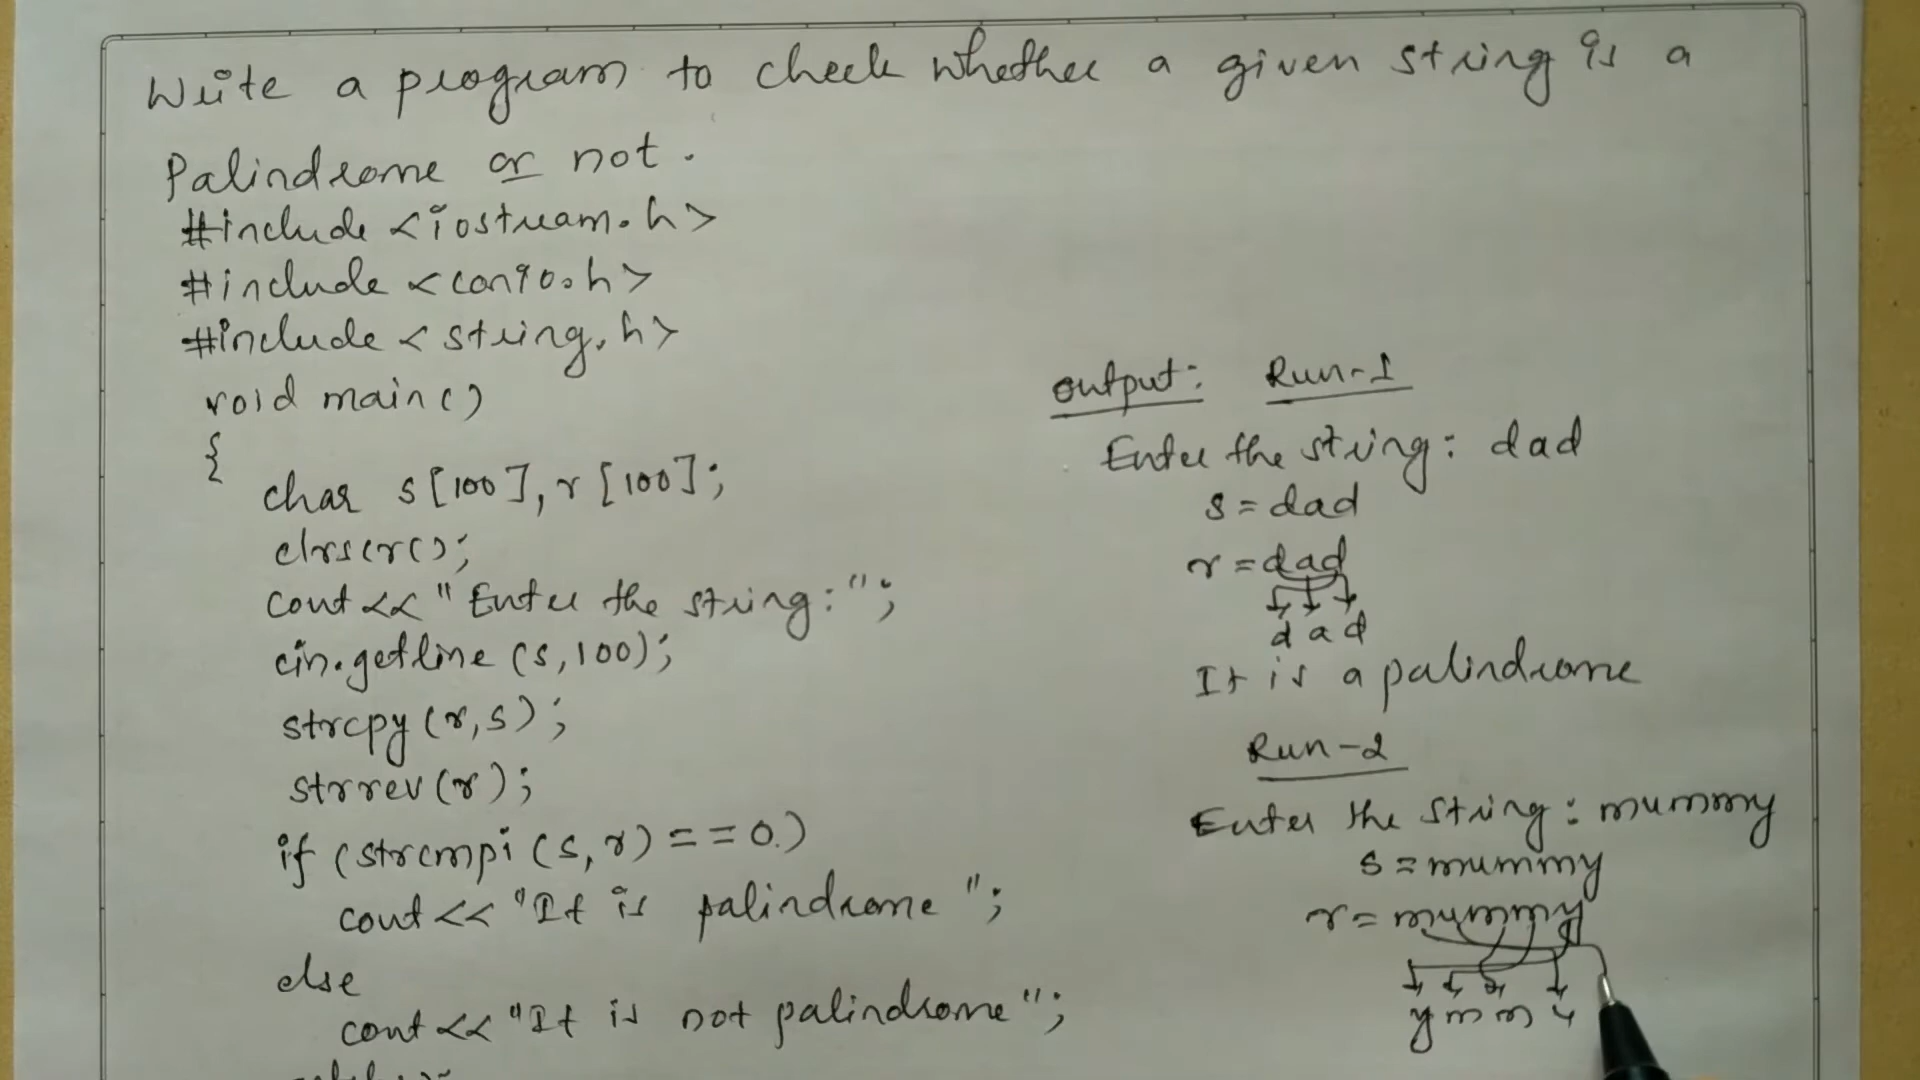 Write a program to check whether a given string is a
Palindrome or not.
#include <iostream.h>
#include <conio.h>
#include <string.h>
void main()
{
char s[100], r[100];
clrscr();
cout<<"Enter the string:";
cin.getline(s,100);
strcpy(r,s);
strrev(r);
if (strcmpi(s,r)==0)
cout<<"It is palindrome";
else
cout<<"It is not palindrome";
output: Run-1
Enter the string: dad
s=dad
r=dad
d a d
It is a palindrome
Run-2
Enter the string: mummy
s=mummy
r=mummy
y m m u